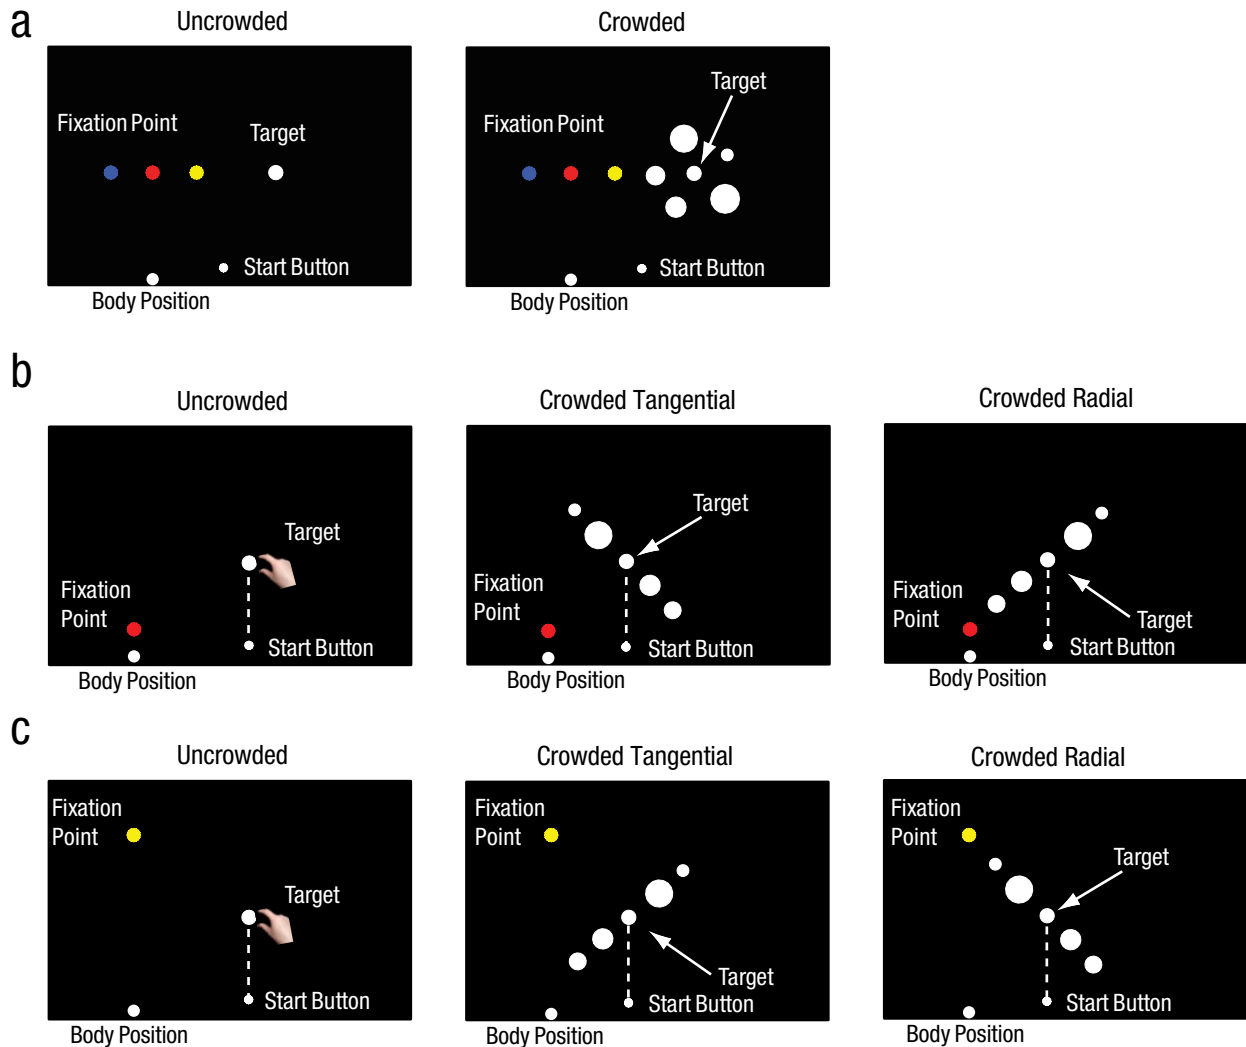 a
Uncrowded
Crowded
Fixation Point
Target
Start Button
Body Position
Target
Fixation Point
Start Button
Body Position
b
Uncrowded
Crowded Tangential
Crowded Radial
Target
Fixation
Point
Start Button
Body Position
Target
Fixation
Point
Start Button
Body Position
Fixation
Point
Target
Start Button
Body Position
c
Uncrowded
Crowded Tangential
Crowded Radial
Fixation
Point
Target
Start Button
Body Position
Fixation
Point
Target
Start Button
Body Position
Fixation
Point
Target
Start Button
Body Position